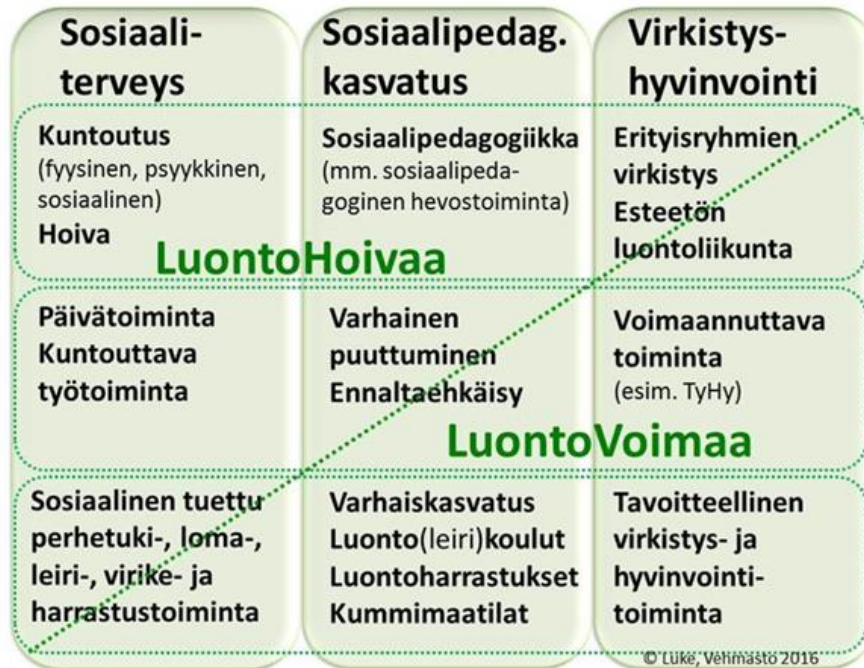 Sosiaali-
terveys
Sosiaalipedag.
kasvatus
Virkistys-
hyvinvointi
Kuntoutus
(fyysinen, psyykkinen,
sosiaalinen)
Hoiva
Sosiaalipedagogiikka
(mm. sosiaalipeda-
goginen hevostoiminta)
Erityisryhmien
virkistys
Esteetön
luontoliikunta
LuontoHoivaa
Päivätoiminta
Kuntouttava
työtoiminta
Varhainen
puuttuminen
Ennaltaehkäisy
Voimaannuttava
toiminta
(esim. TyHy)
LuontoVoimaa
Sosiaalinen tuettu
perhetuki-, loma-,
leiri-, virike- ja
harrastustoiminta
Varhaiskasvatus
Luonto(leiri)koulut
Luontoharrastukset
Kummimaatilat
Tavoitteellinen
virkistys- ja
hyvinvointi-
toiminta
© Luke, Vehmasto 2016